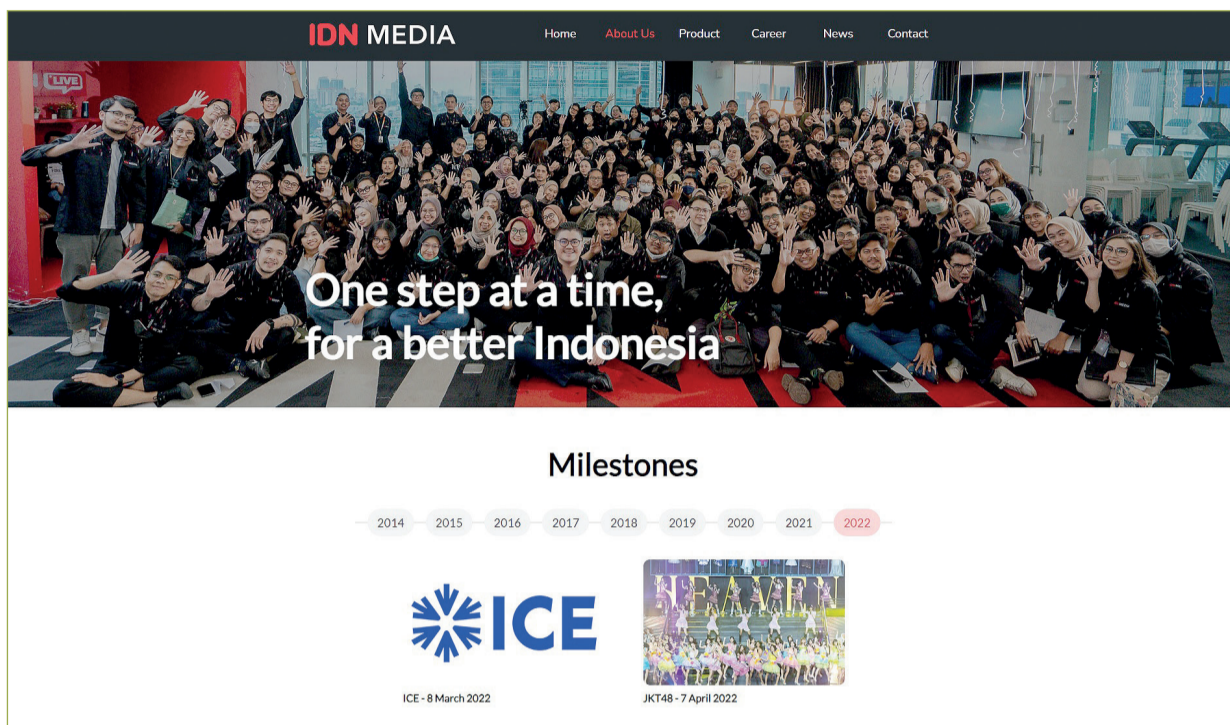 IDN MEDIA
Home About Us Product Career News Contact
LIVE
One step at a time,
for a better Indonesia
Milestones
2014 2015 2016 2017 2018 2019 2020 2021 2022
ICE
ICE - 8 March 2022
JKT48 - 7 April 2022